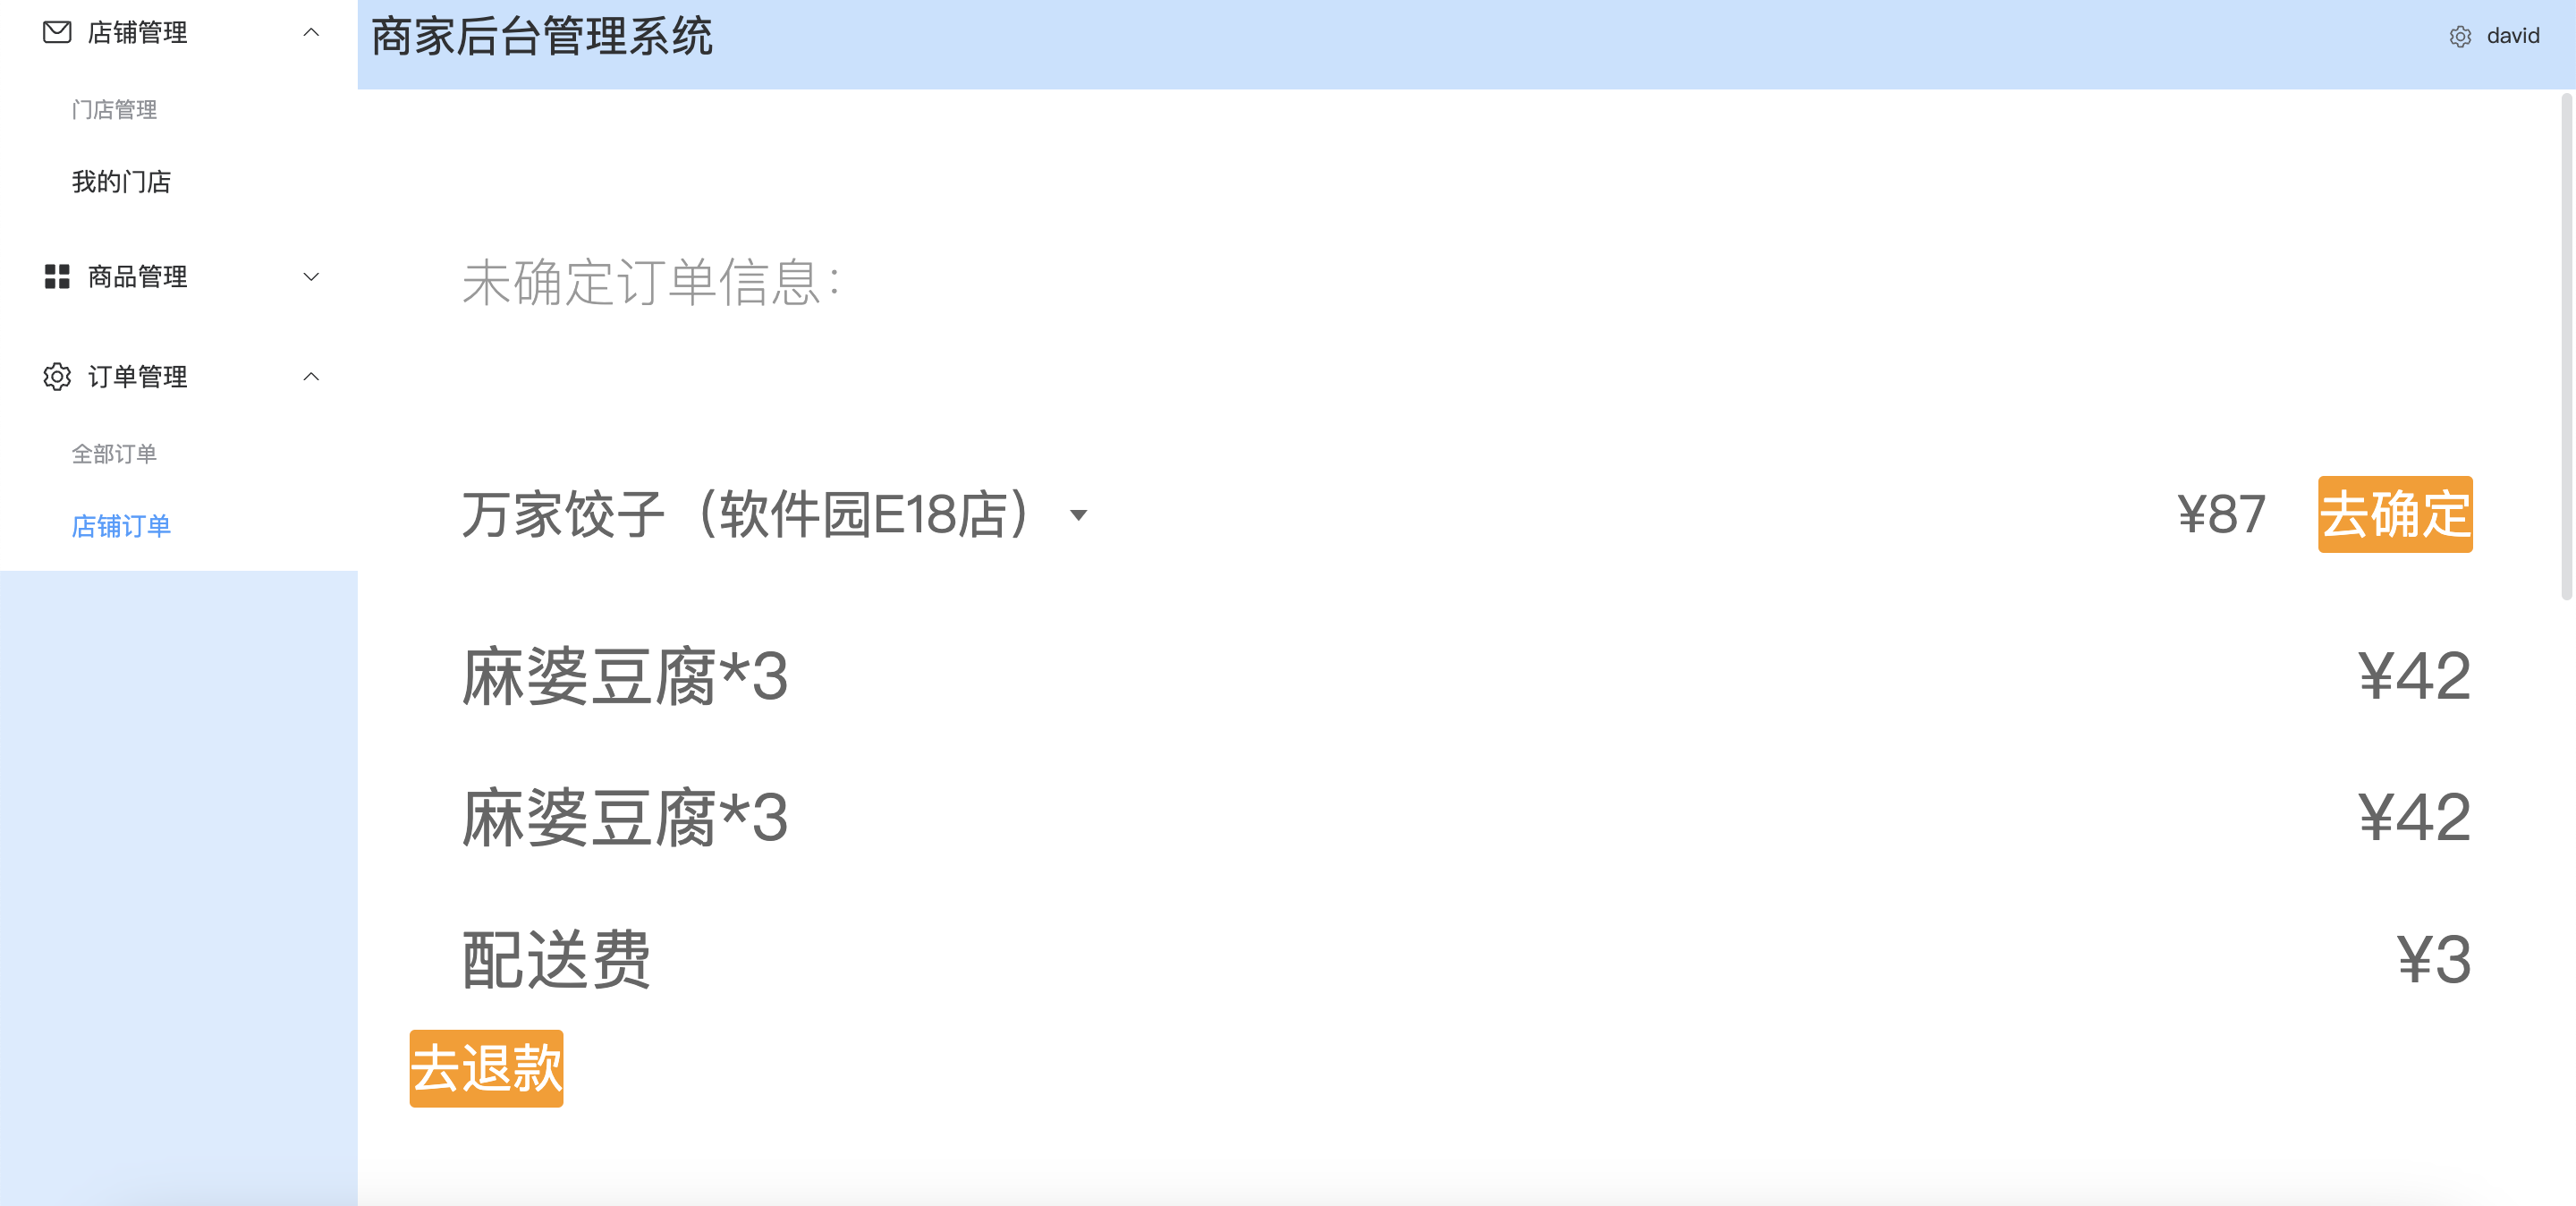 店铺管理
门店管理
我的门店
商品管理
订单管理
全部订单
店铺订单
商家后台管理系统
david
未确定订单信息：
万家饺子（软件园E18店）
¥87
去确定
麻婆豆腐*3
¥42
麻婆豆腐*3
¥42
配送费
¥3
去退款